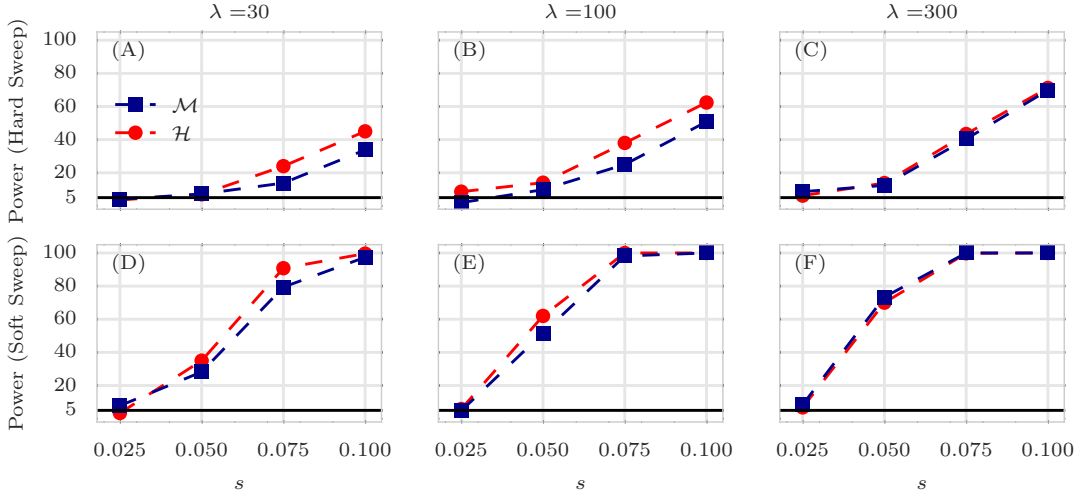 λ =30
λ =100
λ =300
Power (Hard Sweep)
100
80
60
40
20
5
(A)
ℳ
ℋ
(B)
(C)
Power (Soft Sweep)
100
80
60
40
20
5
(D)
(E)
(F)
0.025 0.050 0.075 0.100
0.025 0.050 0.075 0.100
0.025 0.050 0.075 0.100
s
s
s